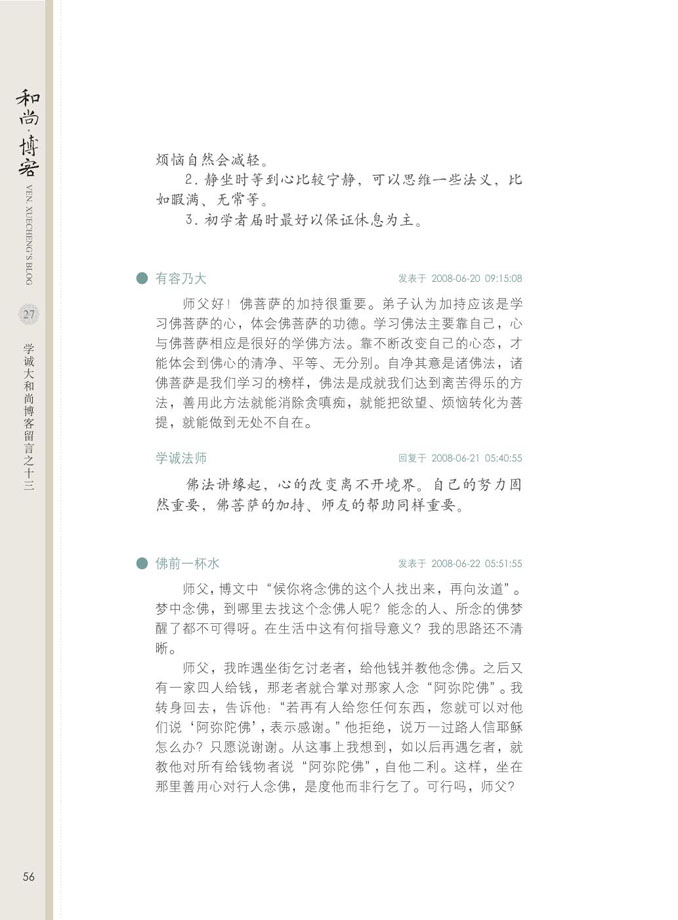 和尚·博客
VEN. XUECHENG'S BLOG
27
学诚大和尚博客留言之十三
烦恼自然会减轻。
2. 静坐时等到心比较宁静，可以思维一些法义，比
如暇满、无常等。
3. 初学者届时最好以保证休息为主。
有容乃大
发表于 2008-06-20 09:15:08
师父好！佛菩萨的加持很重要。弟子认为加持应该是学
习佛菩萨的心，体会佛菩萨的功德。学习佛法主要靠自己，心
与佛菩萨相应是很好的学佛方法。靠不断改变自己的心态，才
能体会到佛心的清净、平等、无分别。自净其意是诸佛法，诸
佛菩萨是我们学习的榜样，佛法是成就我们达到离苦得乐的方
法，善用此方法就能消除贪嗔痴，就能把欲望、烦恼转化为菩
提，就能做到无处不自在。
学诚法师
回复于 2008-06-21 05:40:55
佛法讲缘起，心的改变离不开境界。自己的努力固
然重要，佛菩萨的加持、师友的帮助同样重要。
佛前一杯水
发表于 2008-06-22 05:51:55
师父，博文中“候你将念佛的这个人找出来，再向汝道”。
梦中念佛，到哪里去找这个念佛人呢？能念的人、所念的佛梦
醒了都不可得呀。在生活中这有何指导意义？我的思路还不清
晰。
师父，我昨遇坐街乞讨老者，给他钱并教他念佛。之后又
有一家四人给钱，那老者就合掌对那家人念“阿弥陀佛”。我
转身回去，告诉他：“若再有人给您任何东西，您就可以对他
们说‘阿弥陀佛’，表示感谢。”他拒绝，说万一过路人信耶稣
怎么办？只愿说谢谢。从这事上我想到，如以后再遇乞者，就
教他对所有给钱物者说“阿弥陀佛”，自他二利。这样，坐在
那里善用心对行人念佛，是度他而非行乞了。可行吗，师父？
56